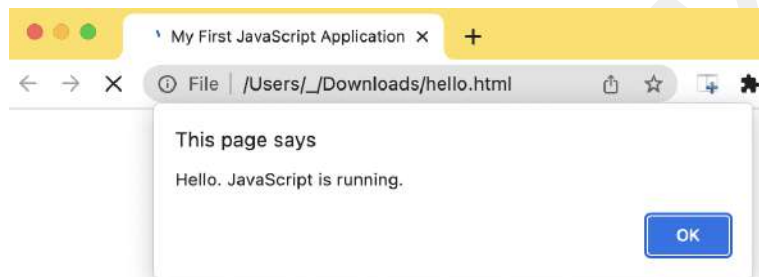 My First JavaScript Application
File | /Users/_/Downloads/hello.html
This page says
Hello. JavaScript is running.
OK